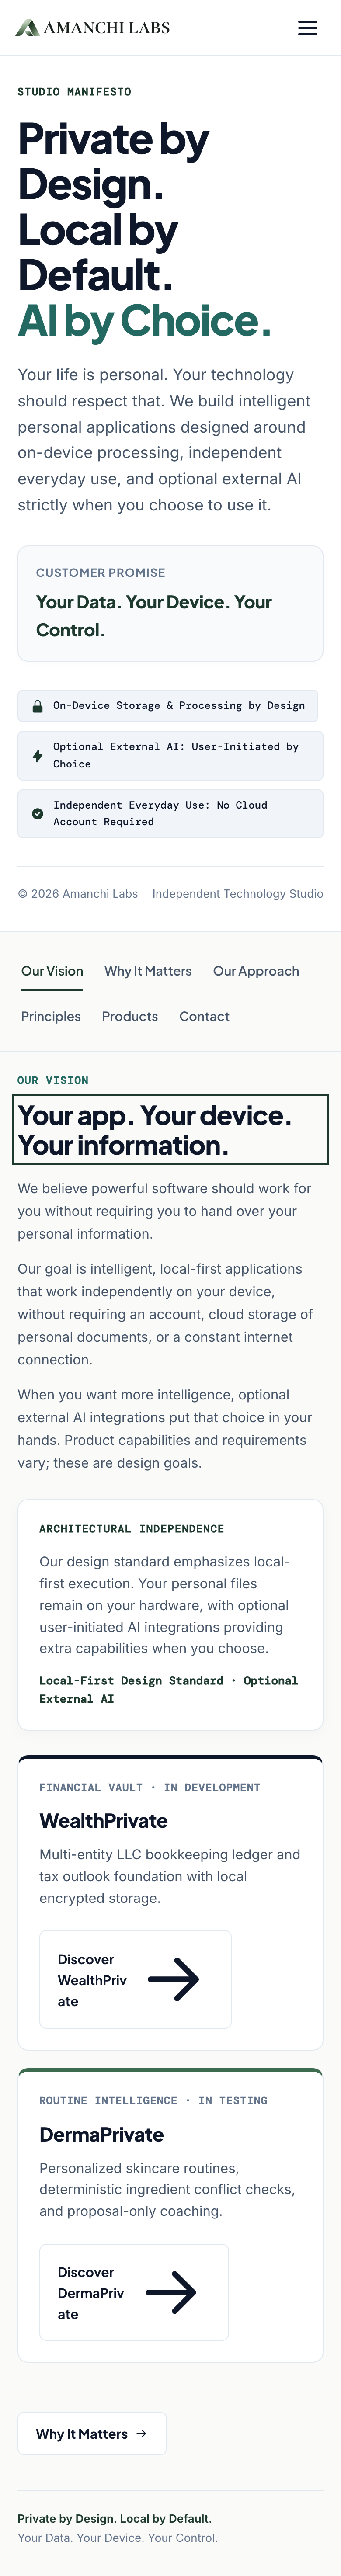 AMANCHI LABS
STUDIO MANIFESTO
Private by
Design.
Local by
Default.
AI by Choice.
Your life is personal. Your technology
should respect that. We build intelligent
personal applications designed around
on-device processing, independent
everyday use, and optional external AI
strictly when you choose to use it.
CUSTOMER PROMISE
Your Data. Your Device. Your
Control.
On-Device Storage & Processing by Design
Optional External AI: User-Initiated by
Choice
Independent Everyday Use: No Cloud
Account Required
© 2026 Amanchi Labs Independent Technology Studio
Our Vision Why It Matters Our Approach
Principles Products Contact
OUR VISION
Your app. Your device.
Your information.
We believe powerful software should work for
you without requiring you to hand over your
personal information.
Our goal is intelligent, local-first applications
that work independently on your device,
without requiring an account, cloud storage of
personal documents, or a constant internet
connection.
When you want more intelligence, optional
external AI integrations put that choice in your
hands. Product capabilities and requirements
vary; these are design goals.
ARCHITECTURAL INDEPENDENCE
Our design standard emphasizes local-
first execution. Your personal files
remain on your hardware, with optional
user-initiated AI integrations providing
extra capabilities when you choose.
Local-First Design Standard · Optional
External AI
FINANCIAL VAULT · IN DEVELOPMENT
WealthPrivate
Multi-entity LLC bookkeeping ledger and
tax outlook foundation with local
encrypted storage.
Discover
WealthPriv
ate
ROUTINE INTELLIGENCE · IN TESTING
DermaPrivate
Personalized skincare routines,
deterministic ingredient conflict checks,
and proposal-only coaching.
Discover
DermaPriv
ate
Why It Matters →
Private by Design. Local by Default.
Your Data. Your Device. Your Control.